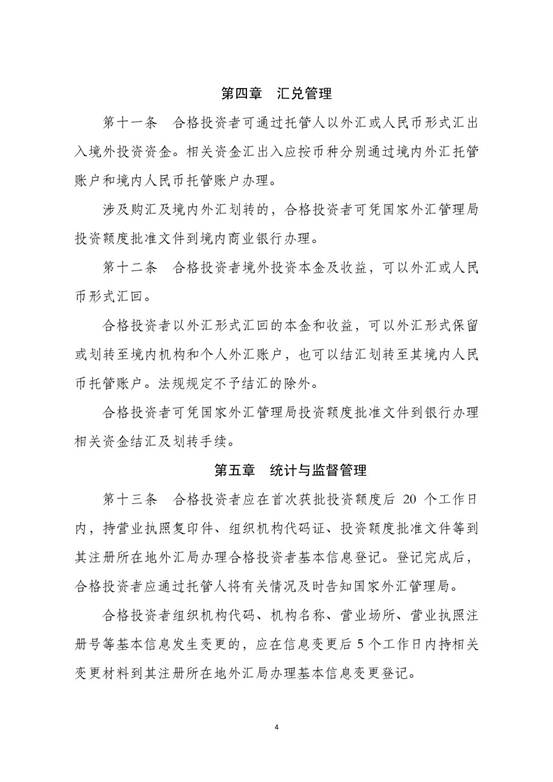 第四章　汇兑管理
第十一条　合格投资者可通过托管人以外汇或人民币形式汇出
入境外投资资金。相关资金汇出入应按币种分别通过境内外汇托管
账户和境内人民币托管账户办理。
涉及购汇及境内外汇划转的，合格投资者可凭国家外汇管理局
投资额度批准文件到境内商业银行办理。
第十二条　合格投资者境外投资本金及收益，可以外汇或人民
币形式汇回。
合格投资者以外汇形式汇回的本金和收益，可以外汇形式保留
或划转至境内机构和个人外汇账户，也可以结汇划转至其境内人民
币托管账户。法规规定不予结汇的除外。
合格投资者可凭国家外汇管理局投资额度批准文件到银行办理
相关资金结汇及划转手续。
第五章　统计与监督管理
第十三条　合格投资者应在首次获批投资额度后 20 个工作日
内，持营业执照复印件、组织机构代码证、投资额度批准文件等到
其注册所在地外汇局办理合格投资者基本信息登记。登记完成后，
合格投资者应通过托管人将有关情况及时告知国家外汇管理局。
合格投资者组织机构代码、机构名称、营业场所、营业执照注
册号等基本信息发生变更的，应在信息变更后 5 个工作日内持相关
变更材料到其注册所在地外汇局办理基本信息变更登记。
4